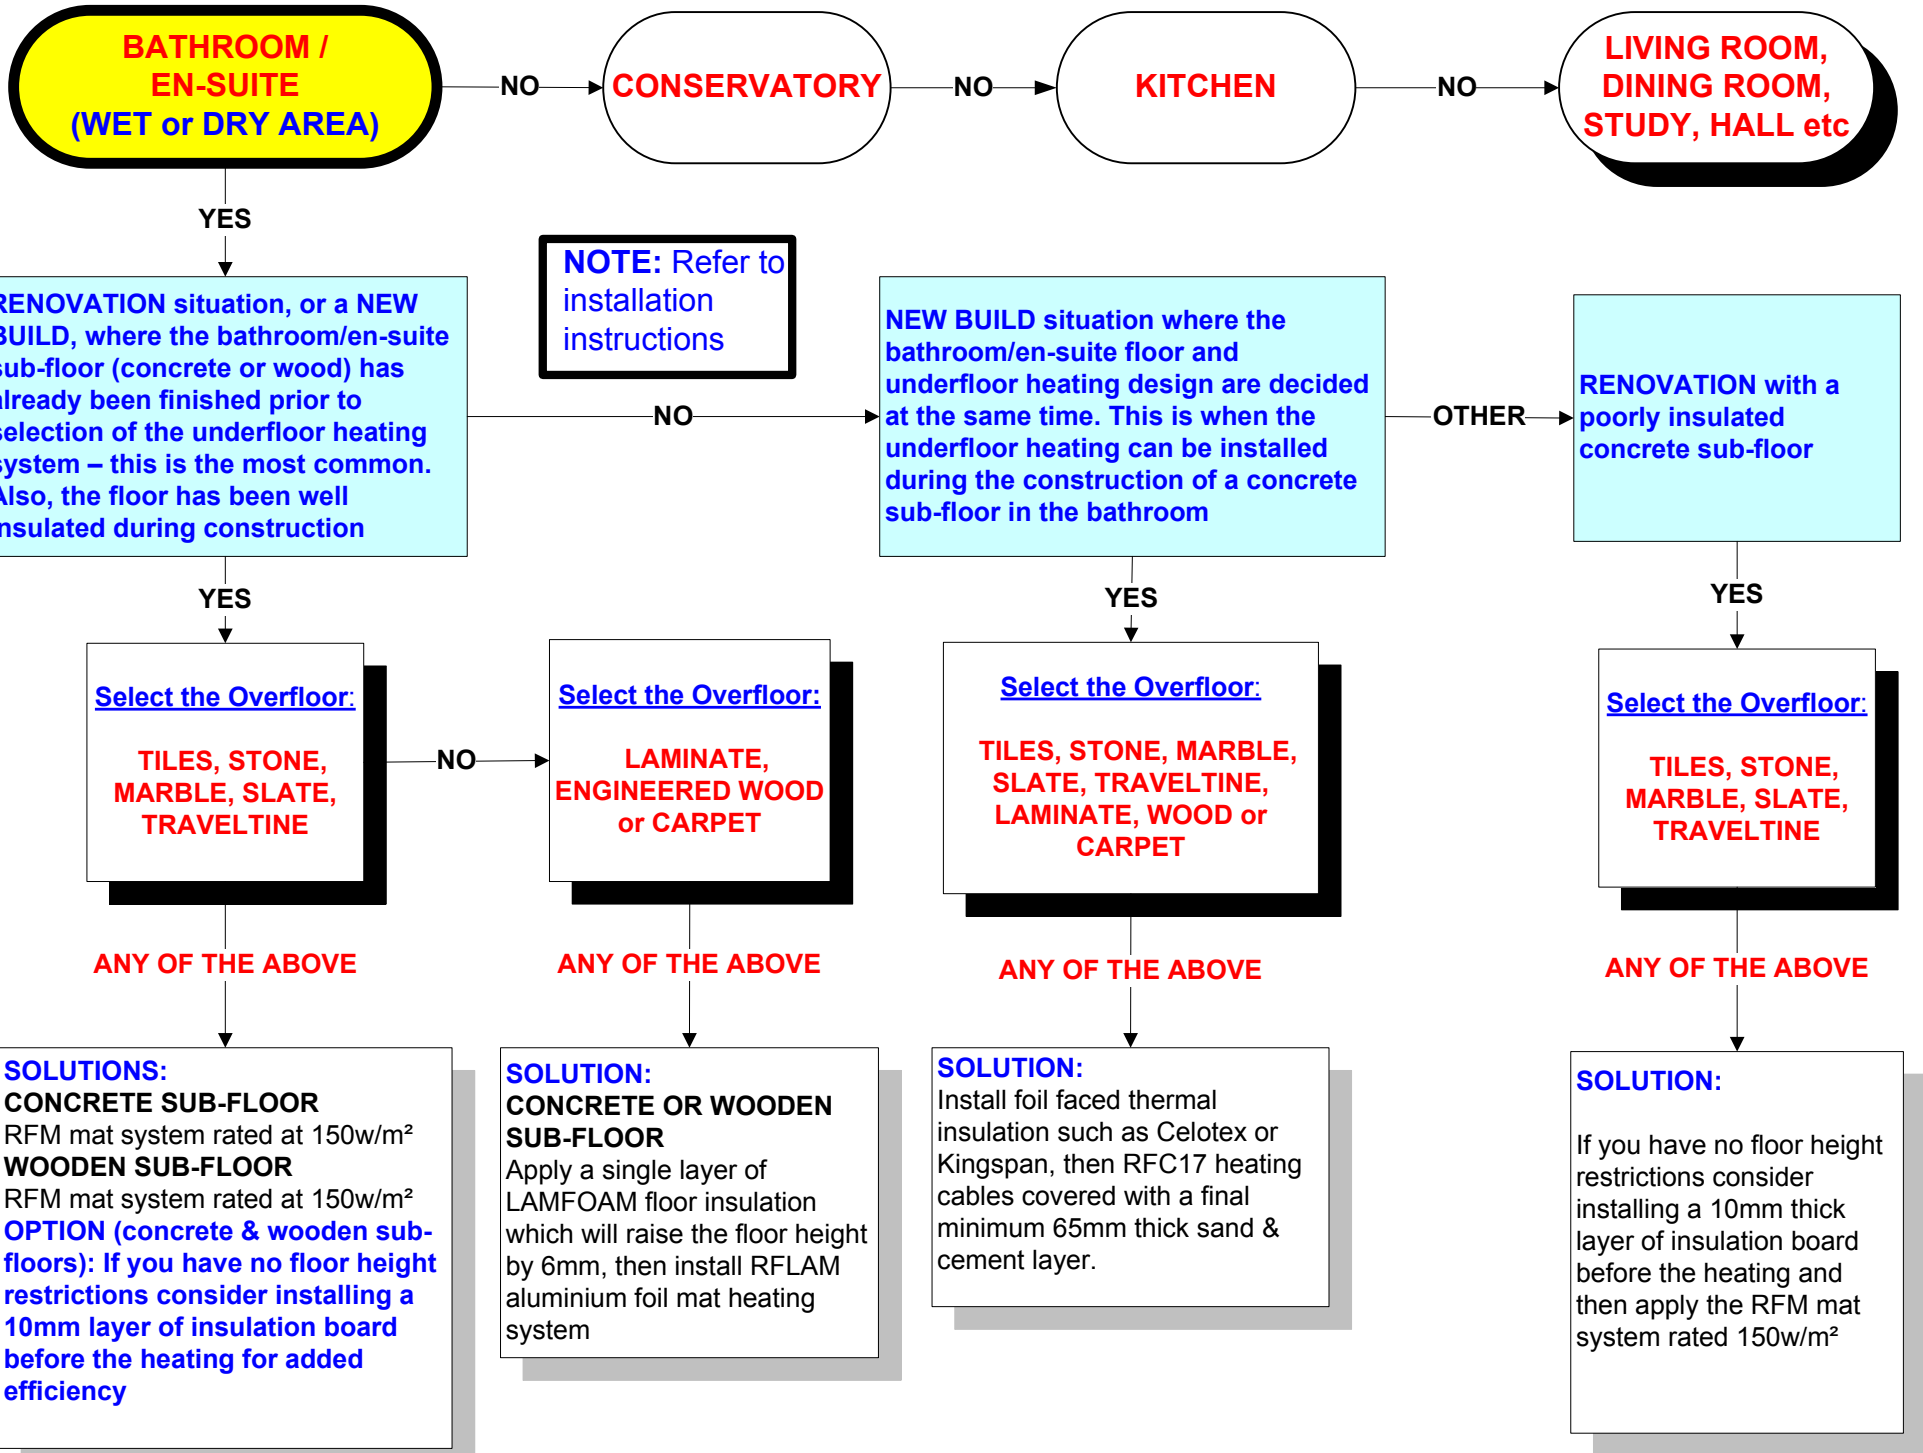 BATHROOM /
EN-SUITE
(WET or DRY AREA)
NO
CONSERVATORY
NO
KITCHEN
NO
LIVING ROOM,
DINING ROOM,
STUDY, HALL etc
YES
NOTE: Refer to
installation
instructions
RENOVATION situation, or a NEW
BUILD, where the bathroom/en-suite
sub-floor (concrete or wood) has
already been finished prior to
selection of the underfloor heating
system – this is the most common.
Also, the floor has been well
insulated during construction
NO
NEW BUILD situation where the
bathroom/en-suite floor and
underfloor heating design are decided
at the same time. This is when the
underfloor heating can be installed
during the construction of a concrete
sub-floor in the bathroom
OTHER
RENOVATION with a
poorly insulated
concrete sub-floor
YES
YES
YES
Select the Overfloor:
TILES, STONE,
MARBLE, SLATE,
TRAVELTINE
NO
Select the Overfloor:
LAMINATE,
ENGINEERED WOOD
or CARPET
Select the Overfloor:
TILES, STONE, MARBLE,
SLATE, TRAVELTINE,
LAMINATE, WOOD or
CARPET
Select the Overfloor:
TILES, STONE,
MARBLE, SLATE,
TRAVELTINE
ANY OF THE ABOVE
ANY OF THE ABOVE
ANY OF THE ABOVE
ANY OF THE ABOVE
SOLUTIONS:
CONCRETE SUB-FLOOR
RFM mat system rated at 150w/m²
WOODEN SUB-FLOOR
RFM mat system rated at 150w/m²
OPTION (concrete & wooden sub-
floors): If you have no floor height
restrictions consider installing a
10mm layer of insulation board
before the heating for added
efficiency
SOLUTION:
CONCRETE OR WOODEN
SUB-FLOOR
Apply a single layer of
LAMFOAM floor insulation
which will raise the floor height
by 6mm, then install RFLAM
aluminium foil mat heating
system
SOLUTION:
Install foil faced thermal
insulation such as Celotex or
Kingspan, then RFC17 heating
cables covered with a final
minimum 65mm thick sand &
cement layer.
SOLUTION:
If you have no floor height
restrictions consider
installing a 10mm thick
layer of insulation board
before the heating and
then apply the RFM mat
system rated 150w/m²